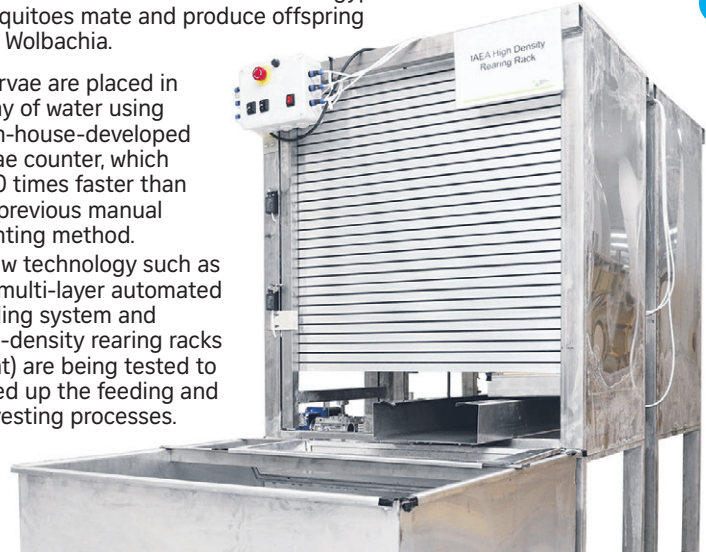 quitoes mate and produce offspring
Wolbachia.
rvae are placed in
ay of water using
n-house-developed
ae counter, which
0 times faster than
previous manual
nting method.
w technology such as
multi-layer automated
ding system and
-density rearing racks
t) are being tested to
ed up the feeding and
vesting processes.
IAEA High Density
Rearing Rack